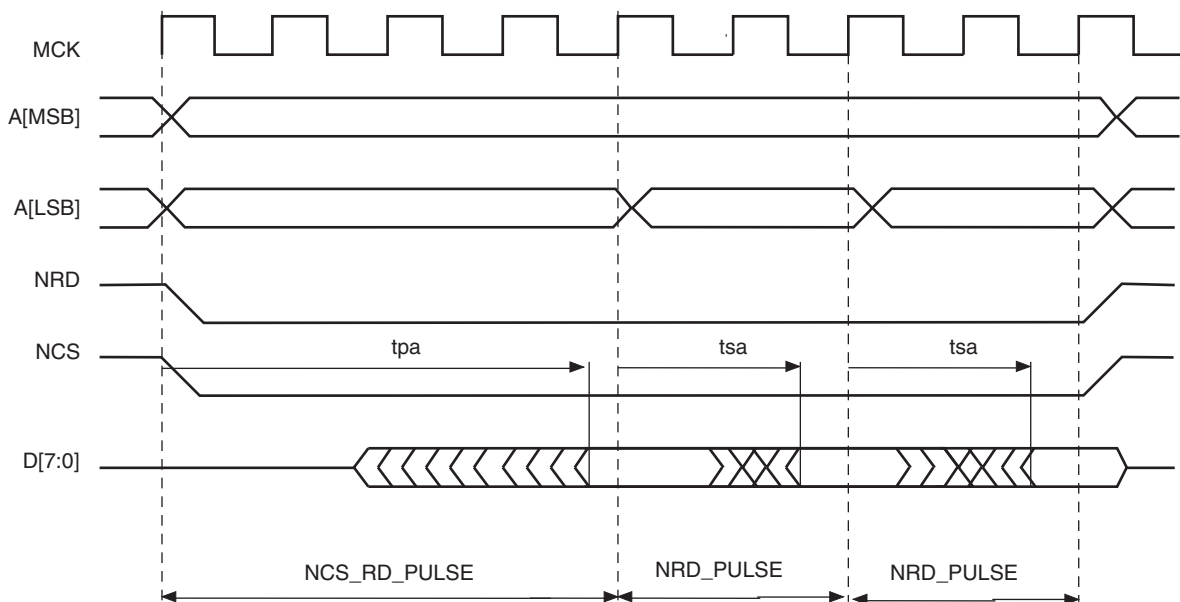 MCK
A[MSB]
A[LSB]
NRD
NCS
tpa
tsa
tsa
D[7:0]
NCS_RD_PULSE
NRD_PULSE
NRD_PULSE